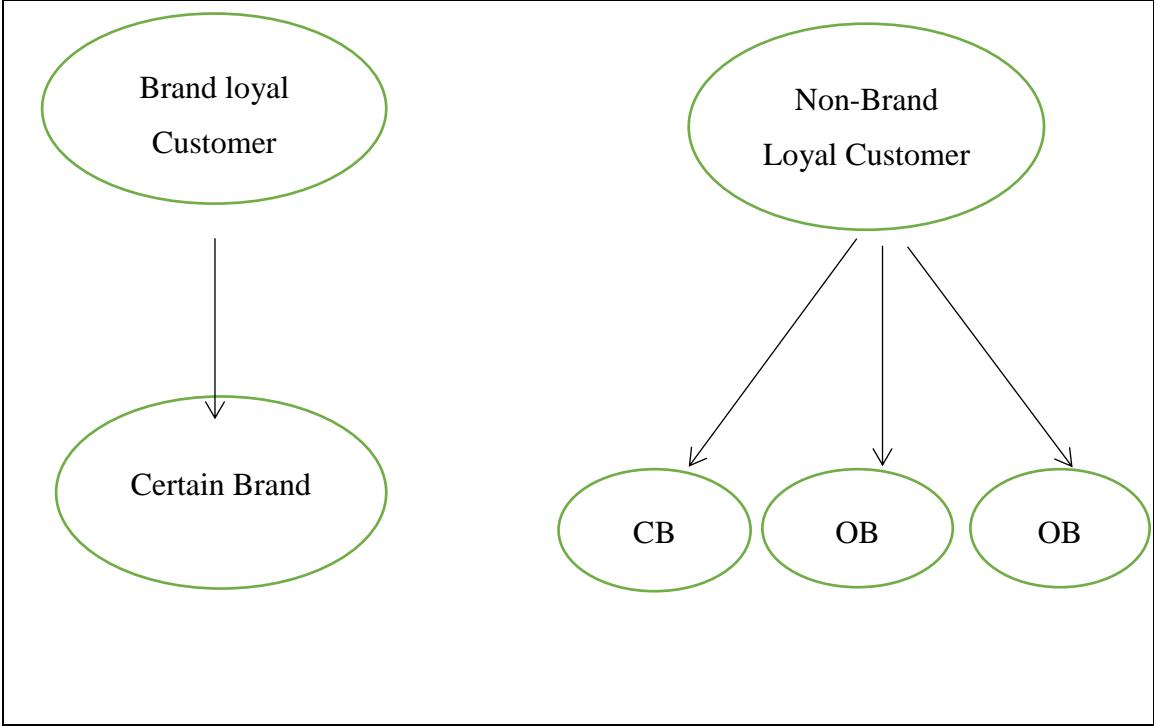 Brand loyal
Customer
Non-Brand
Loyal Customer
Certain Brand
CB
OB
OB